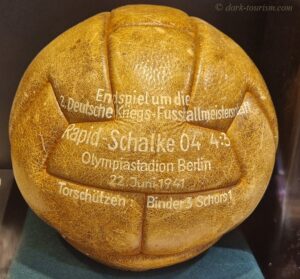 © dark-tourism.com
Endspiel um die
2. Deutsche Kriegs-Fussballmeisterschaft
Rapid-Schalke 04 4:3
Olympiastadion Berlin
22. Juni 1941
Torschützen: Binder 3 Schors 1